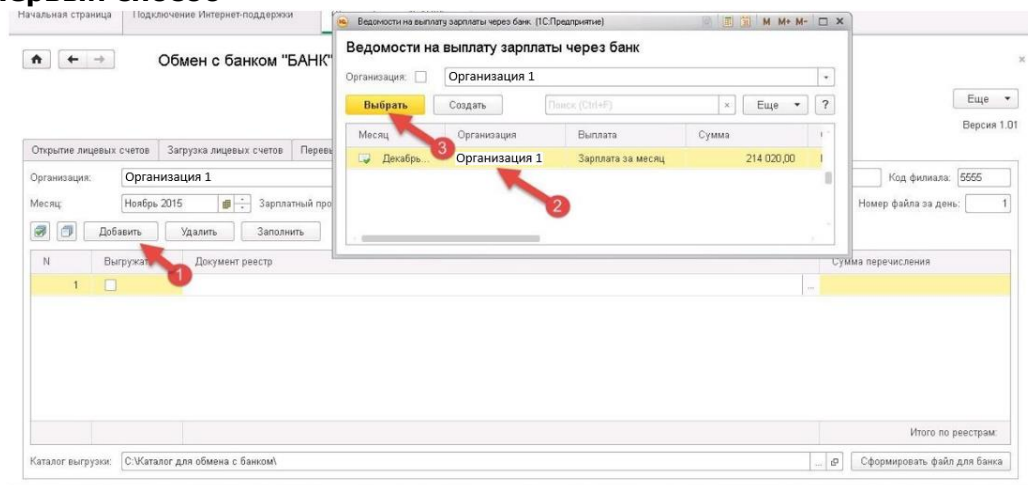 первый способ
Начальная страница Подключение Интернет-поддержки
Ведомости на выплату зарплаты через банк (1С:Предприятие) M M+ M-
Обмен с банком "БАНК"
Ведомости на выплату зарплаты через банк
Организация: Организация 1
Выбрать Создать Поиск (Ctrl+F) × Еще ?
Еще
Версия 1.01
Месяц Организация Выплата Сумма
3
Декабрь... Организация 1 Зарплата за месяц 214 020,00
2
Открытие лицевых счетов Загрузка лицевых счетов Перевы
Организация: Организация 1 Код филиала: 5555
Месяц: Ноябрь 2015 Зарплатный про Номер файла за день: 1
Добавить Удалить Заполнить
1
N Выгружат Документ реестр Сумма перечисления
1 ...
Итого по реестрам:
Каталог выгрузки: C:\Каталог для обмена с банком\ ... Сформировать файл для банка